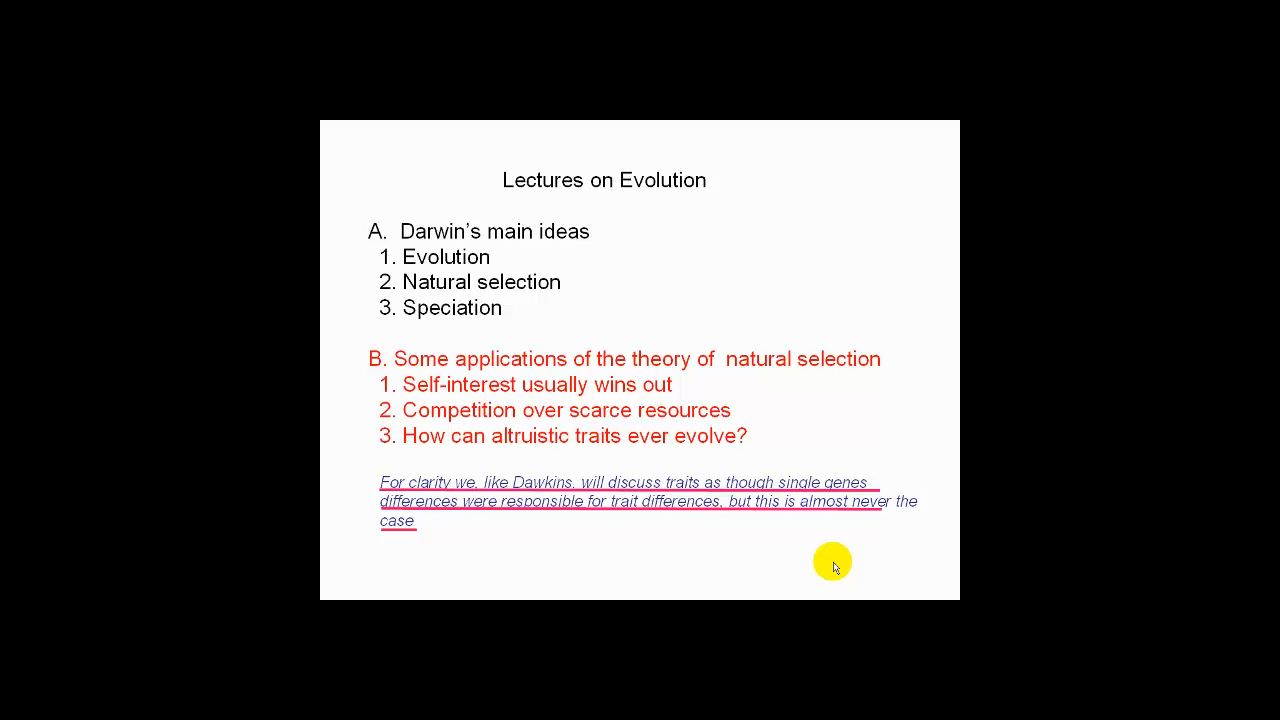 Lectures on Evolution
A. Darwin's main ideas
1. Evolution
2. Natural selection
3. Speciation
B. Some applications of the theory of natural selection
1. Self-interest usually wins out
2. Competition over scarce resources
3. How can altruistic traits ever evolve?
For clarity we, like Dawkins, will discuss traits as though single genes
differences were responsible for trait differences, but this is almost never the
case